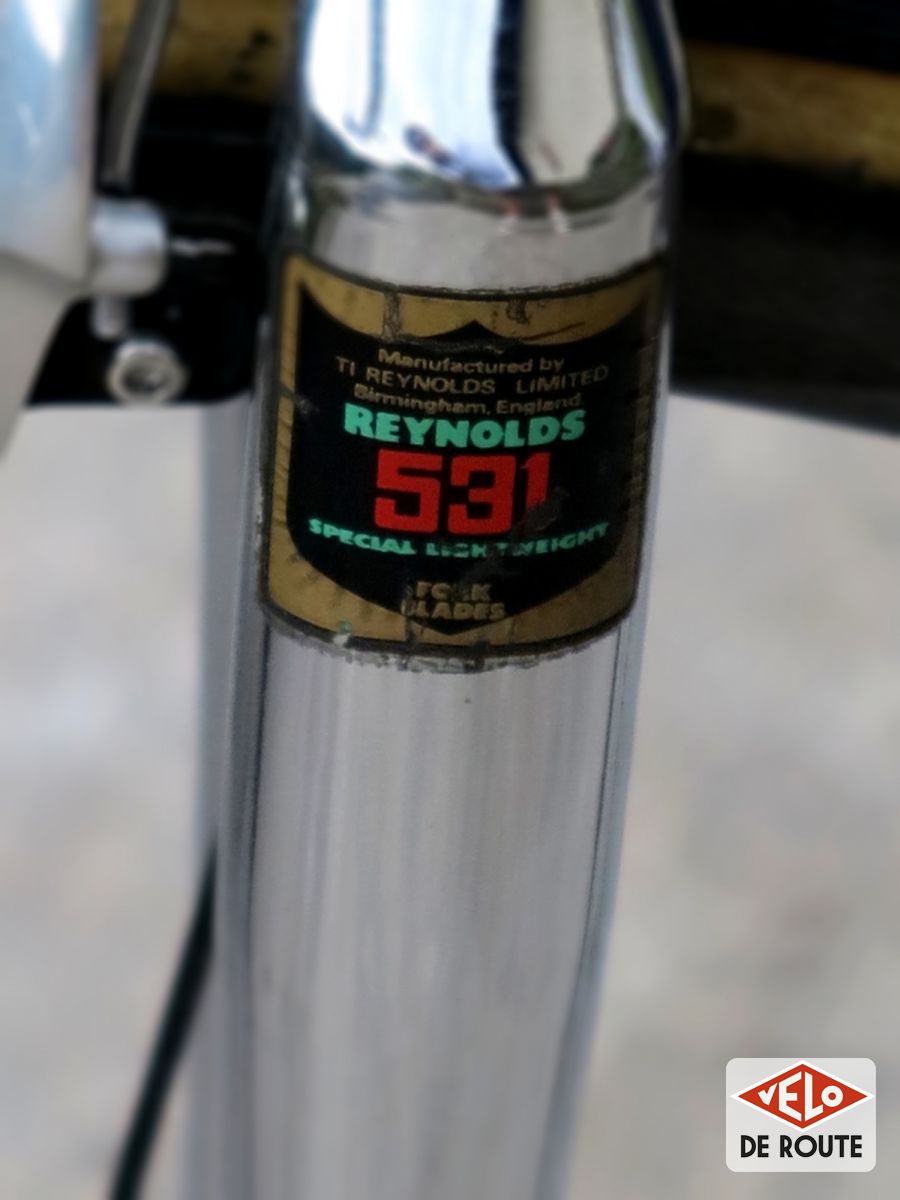 Manufactured by
TI REYNOLDS LIMITED
Birmingham, England.
REYNOLDS
531
SPECIAL LIGHTWEIGHT
FORK
BLADES
VELO
DE ROUTE